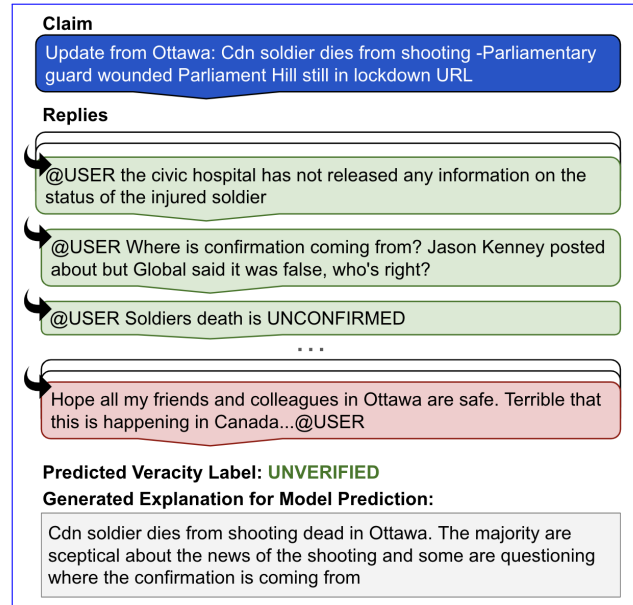 Claim
Update from Ottawa: Cdn soldier dies from shooting -Parliamentary
guard wounded Parliament Hill still in lockdown URL
Replies
@USER the civic hospital has not released any information on the
status of the injured soldier
@USER Where is confirmation coming from? Jason Kenney posted
about but Global said it was false, who's right?
@USER Soldiers death is UNCONFIRMED
...
Hope all my friends and colleagues in Ottawa are safe. Terrible that
this is happening in Canada...@USER
Predicted Veracity Label: UNVERIFIED
Generated Explanation for Model Prediction:
Cdn soldier dies from shooting dead in Ottawa. The majority are
sceptical about the news of the shooting and some are questioning
where the confirmation is coming from